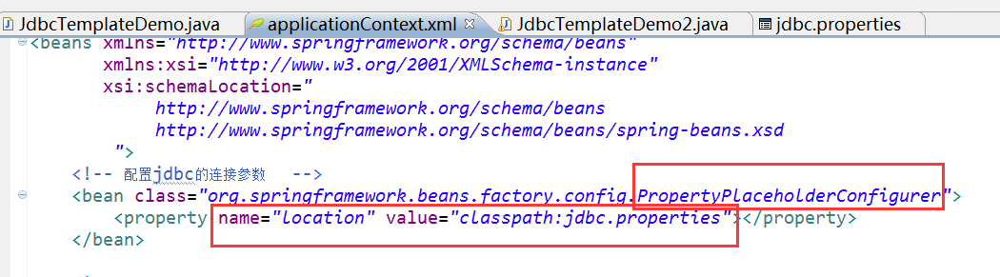 JdbcTemplateDemo.java applicationContext.xml JdbcTemplateDemo2.java jdbc.properties
<beans xmlns="http://www.springframework.org/schema/beans"
xmlns:xsi="http://www.w3.org/2001/XMLSchema-instance"
xsi:schemaLocation="
http://www.springframework.org/schema/beans
http://www.springframework.org/schema/beans/spring-beans.xsd
">
<!-- 配置jdbc的连接参数 -->
<bean class="org.springframework.beans.factory.config.PropertyPlaceholderConfigurer">
<property name="location" value="classpath:jdbc.properties"></property>
</bean>